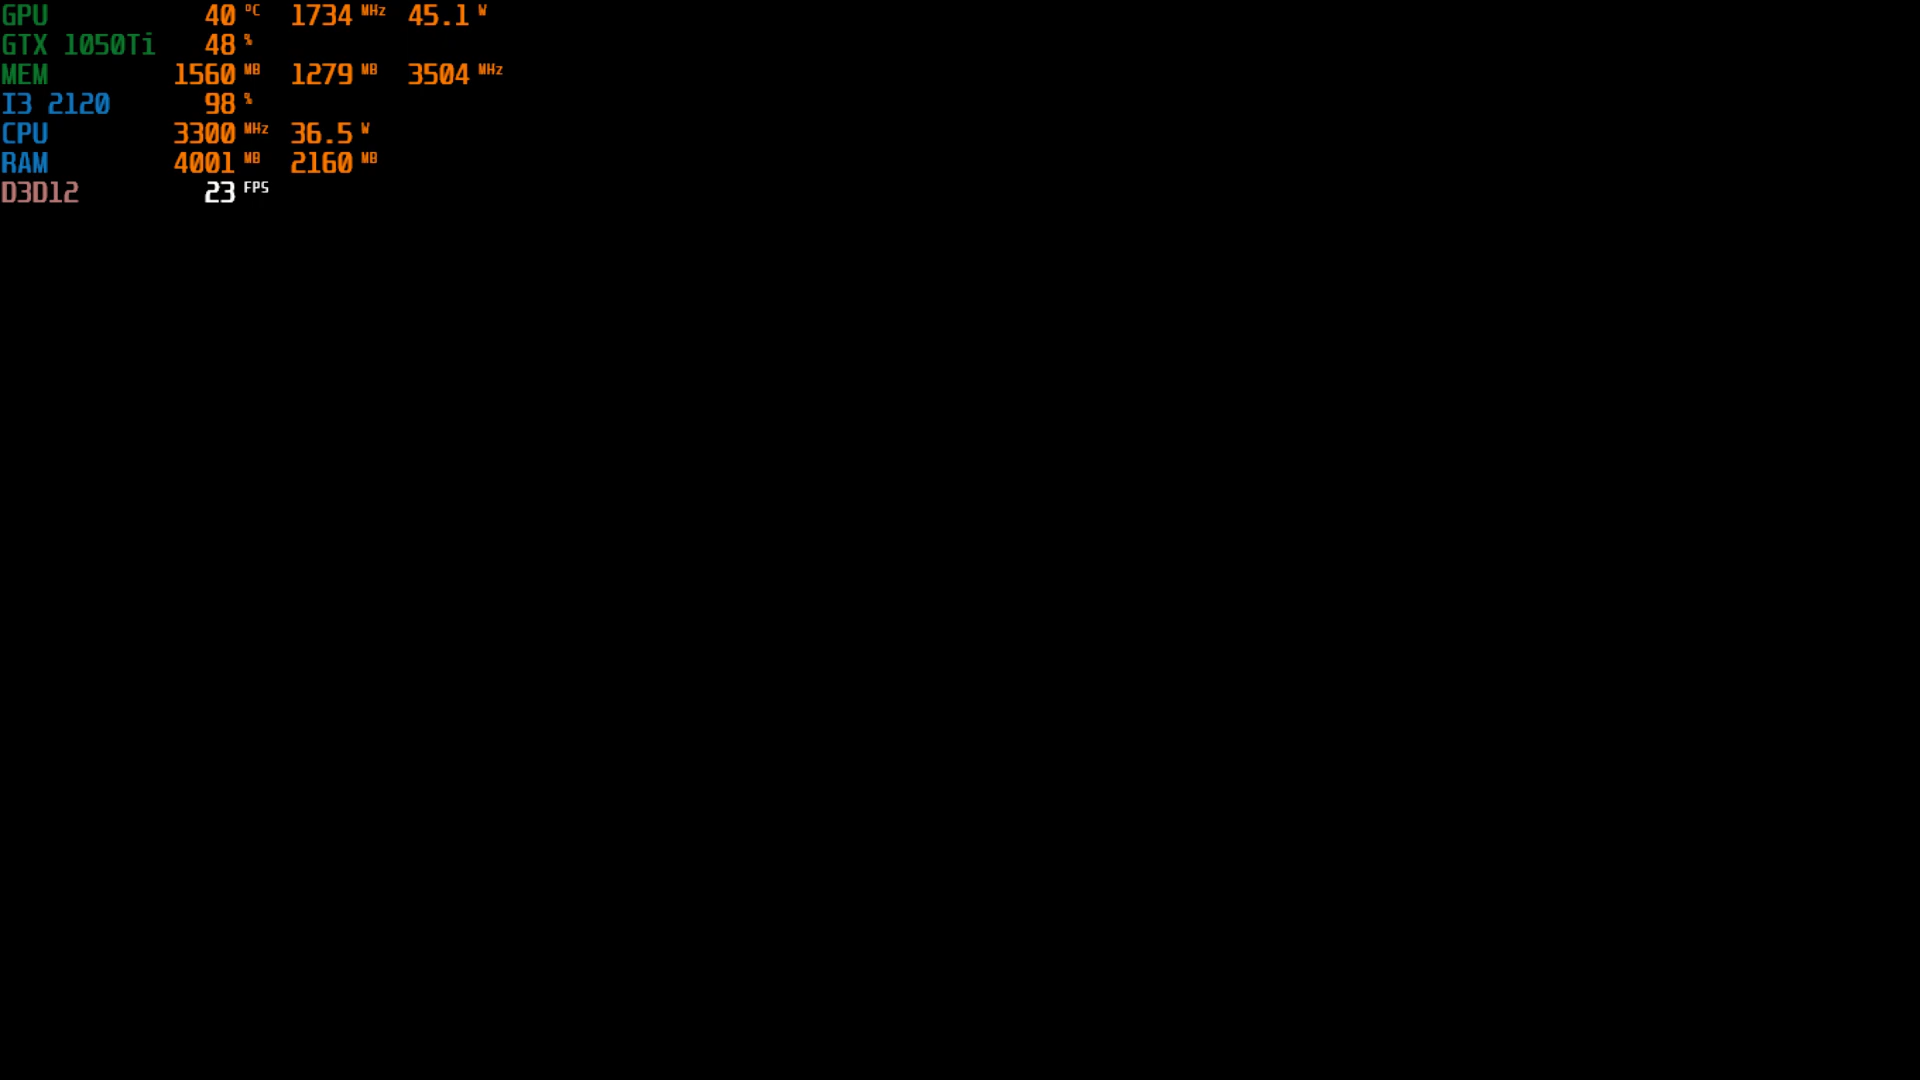 GPU 40 °C 1734 MHz 45.1 W
GTX 1050Ti 48 %
MEM 1560 MB 1279 MB 3504 MHz
I3 2120 98 %
CPU 3300 MHz 36.5 W
RAM 4001 MB 2160 MB
D3D12 23 FPS